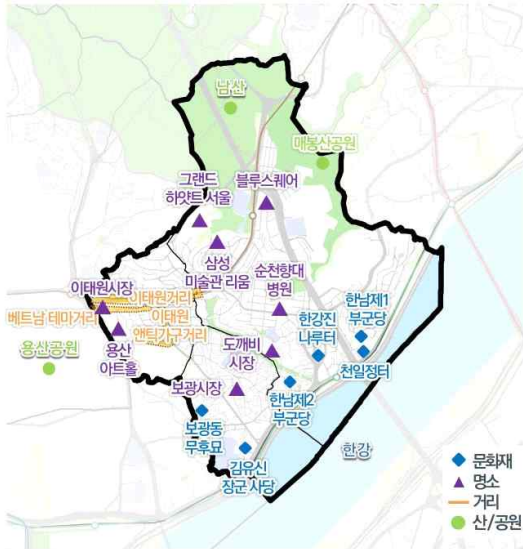 남산
매봉산공원
그랜드
하얏트 서울
블루스퀘어
삼성
미술관 리움
순천향대
병원
이태원시장
이태원거리
베트남 테마거리
이태원
앤틱가구거리
용산공원
용산
아트홀
도깨비
시장
한강진
나루터
한남제1
부군당
천일정터
보광시장
한남제2
부군당
보광동
무후묘
김유신
장군 사당
한강
문화재
명소
거리
산/공원